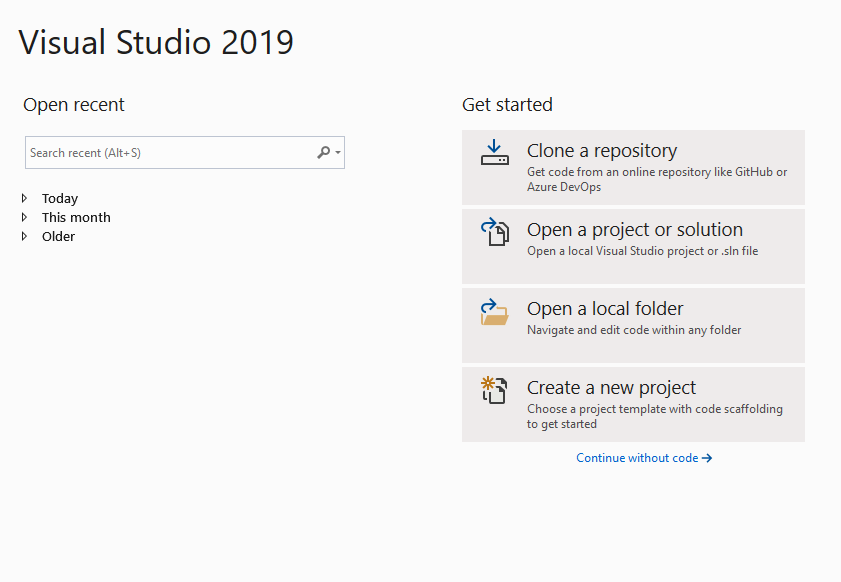 Visual Studio 2019
Open recent
Search recent (Alt+S)
Today
This month
Older
Get started
Clone a repository
Get code from an online repository like GitHub or
Azure DevOps
Open a project or solution
Open a local Visual Studio project or .sln file
Open a local folder
Navigate and edit code within any folder
Create a new project
Choose a project template with code scaffolding
to get started
Continue without code